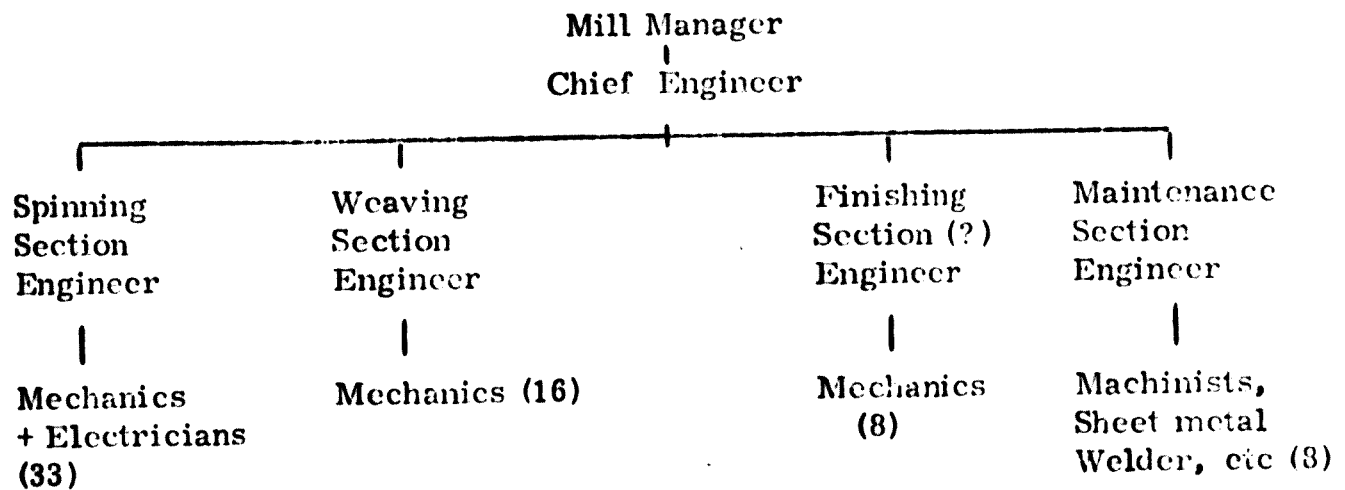 Mill Manager
Chief Engineer
Spinning
Section
Engineer
Mechanics
+ Electricians
(33)
Weaving
Section
Engineer
Mechanics (16)
Finishing
Section (?)
Engineer
Mechanics
(8)
Maintenance
Section
Engineer
Machinists,
Sheet metal
Welder, etc